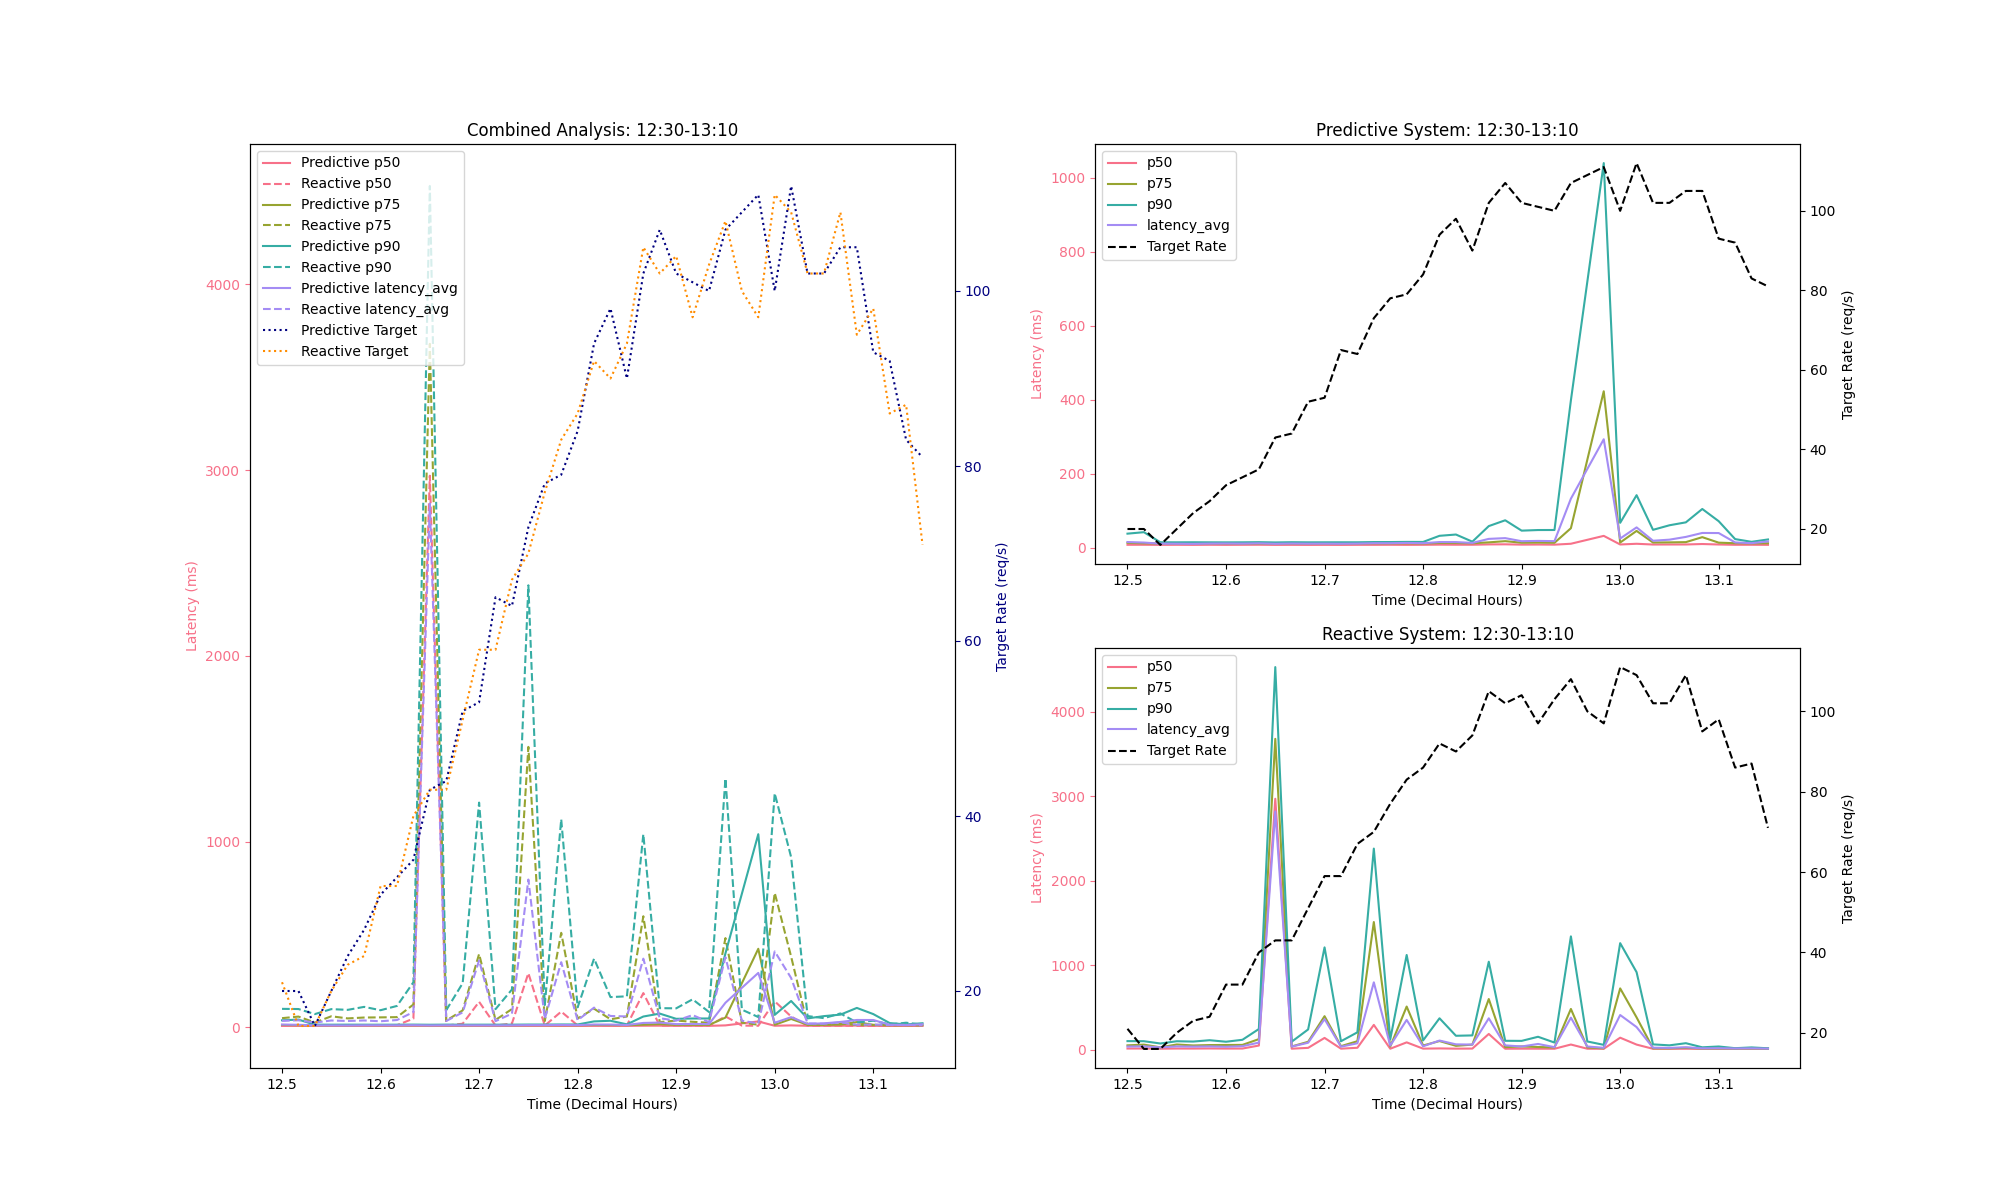 Combined Analysis: 12:30-13:10
Predictive p50
Reactive p50
Predictive p75
Reactive p75
Predictive p90
Reactive p90
Predictive latency_avg
Reactive latency_avg
Predictive Target
Reactive Target
4000
3000
2000
1000
0
Latency (ms)
100
80
60
40
20
Target Rate (req/s)
12.5 12.6 12.7 12.8 12.9 13.0 13.1
Time (Decimal Hours)
Predictive System: 12:30-13:10
p50
p75
p90
latency_avg
Target Rate
1000
800
600
400
200
0
Latency (ms)
100
80
60
40
20
Target Rate (req/s)
12.5 12.6 12.7 12.8 12.9 13.0 13.1
Time (Decimal Hours)
Reactive System: 12:30-13:10
p50
p75
p90
latency_avg
Target Rate
4000
3000
2000
1000
0
Latency (ms)
100
80
60
40
20
Target Rate (req/s)
12.5 12.6 12.7 12.8 12.9 13.0 13.1
Time (Decimal Hours)